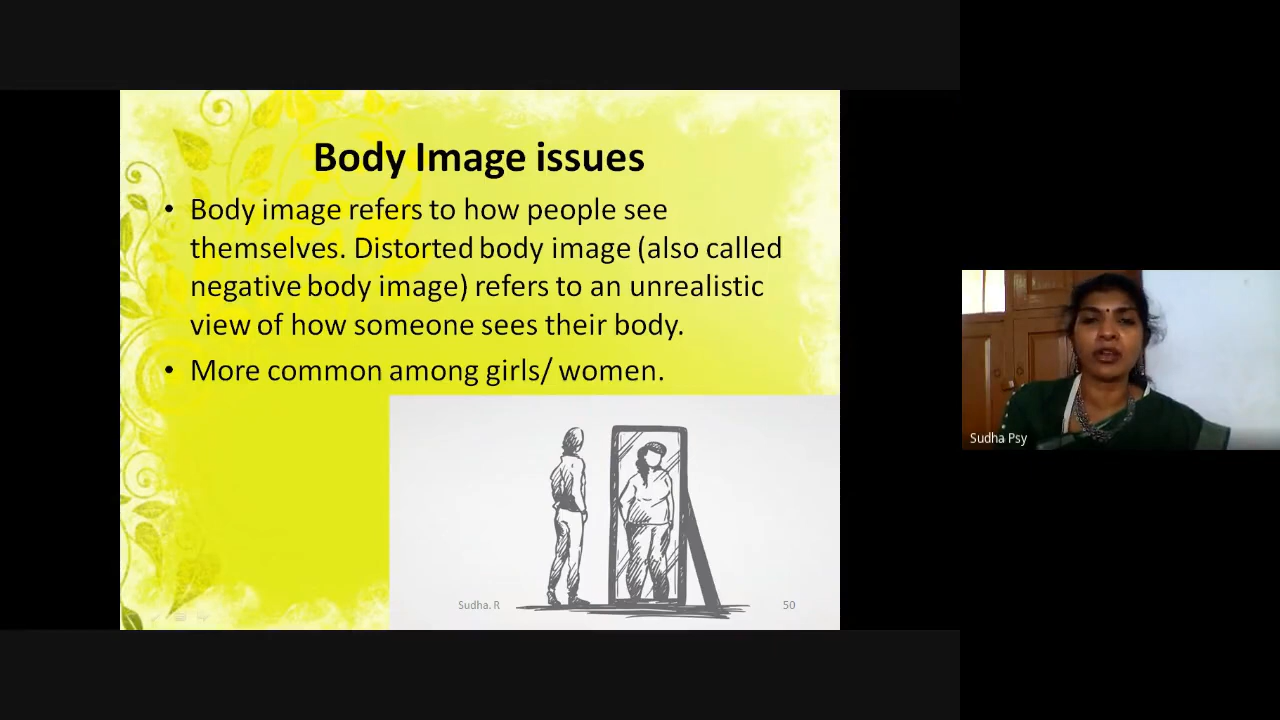 Body Image issues
• Body image refers to how people see
themselves. Distorted body image (also called
negative body image) refers to an unrealistic
view of how someone sees their body.
• More common among girls/ women.
Sudha. R
50
Sudha Psy